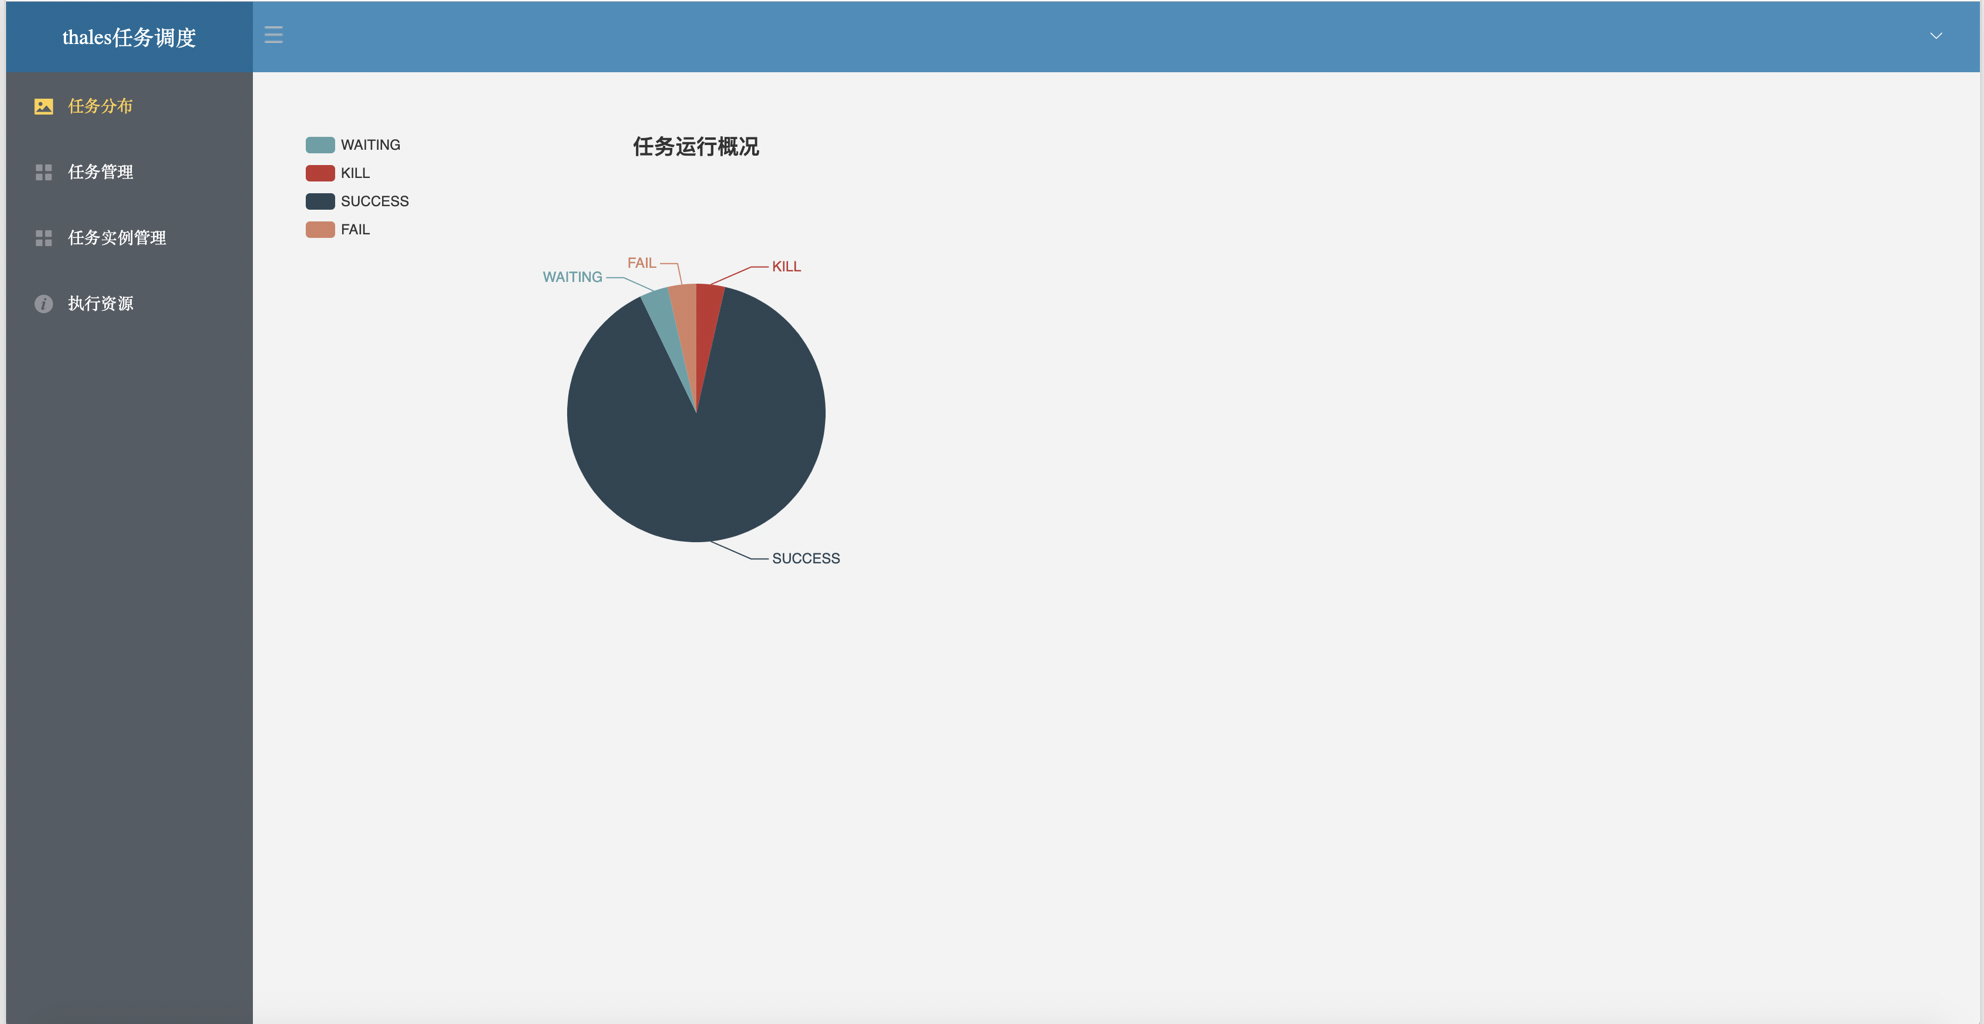 thales任务调度
任务分布
任务管理
任务实例管理
执行资源
WAITING
KILL
SUCCESS
FAIL
任务运行概况
FAIL
KILL
WAITING
SUCCESS